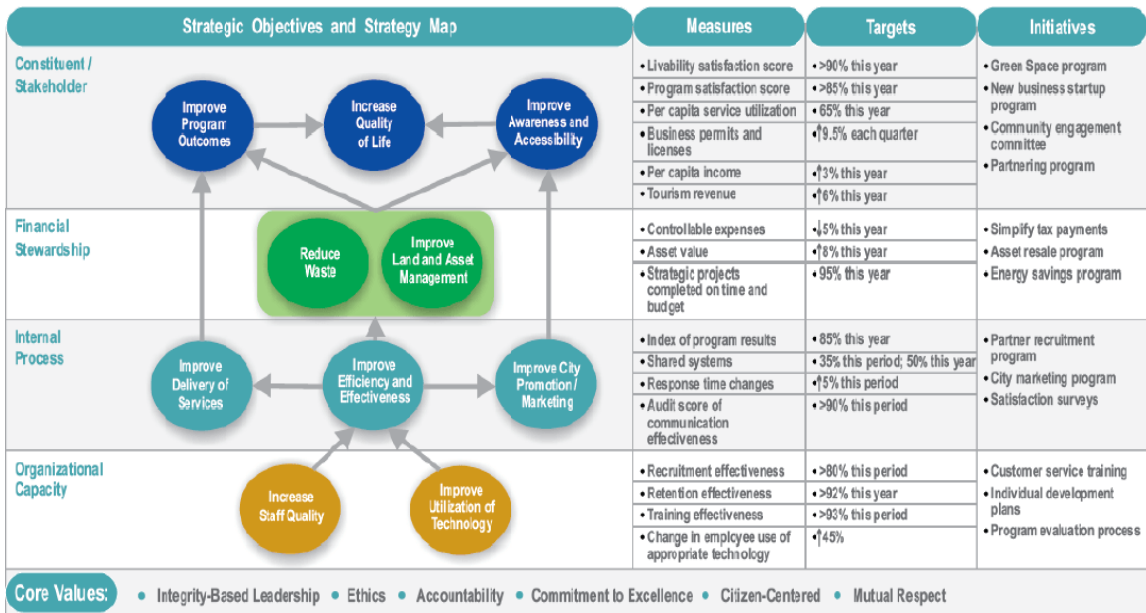 Strategic Objectives and Strategy Map
Measures
Targets
Initiatives
Constituent /
Stakeholder
Improve
Program
Outcomes
Increase
Quality
of Life
Improve
Awareness and
Accessibility
• Livability satisfaction score
• >90% this year
• Program satisfaction score
• >85% this year
• Per capita service utilization
• 65% this year
• Business permits and
licenses
• ↑9.5% each quarter
• Per capita income
• ↑3% this year
• Tourism revenue
• ↑6% this year
• Green Space program
• New business startup
program
• Community engagement
committee
• Partnering program
Financial
Stewardship
Reduce
Waste
Improve
Land and Asset
Management
• Controllable expenses
• ↓5% this year
• Asset value
• ↑8% this year
• Strategic projects
completed on time and
budget
• 95% this year
• Simplify tax payments
• Asset resale program
• Energy savings program
Internal
Process
Improve
Delivery of
Services
Improve
Efficiency and
Effectiveness
Improve City
Promotion /
Marketing
• Index of program results
• 85% this year
• Shared systems
• 35% this period; 50% this year
• Response time changes
• ↑5% this period
• Audit score of
communication
effectiveness
• >90% this period
• Partner recruitment
program
• City marketing program
• Satisfaction surveys
Organizational
Capacity
Increase
Staff Quality
Improve
Utilization of
Technology
• Recruitment effectiveness
• >80% this period
• Retention effectiveness
• >92% this year
• Training effectiveness
• >93% this period
• Change in employee use of
appropriate technology
• ↑45%
• Customer service training
• Individual development
plans
• Program evaluation process
Core Values: • Integrity-Based Leadership • Ethics • Accountability • Commitment to Excellence • Citizen-Centered • Mutual Respect